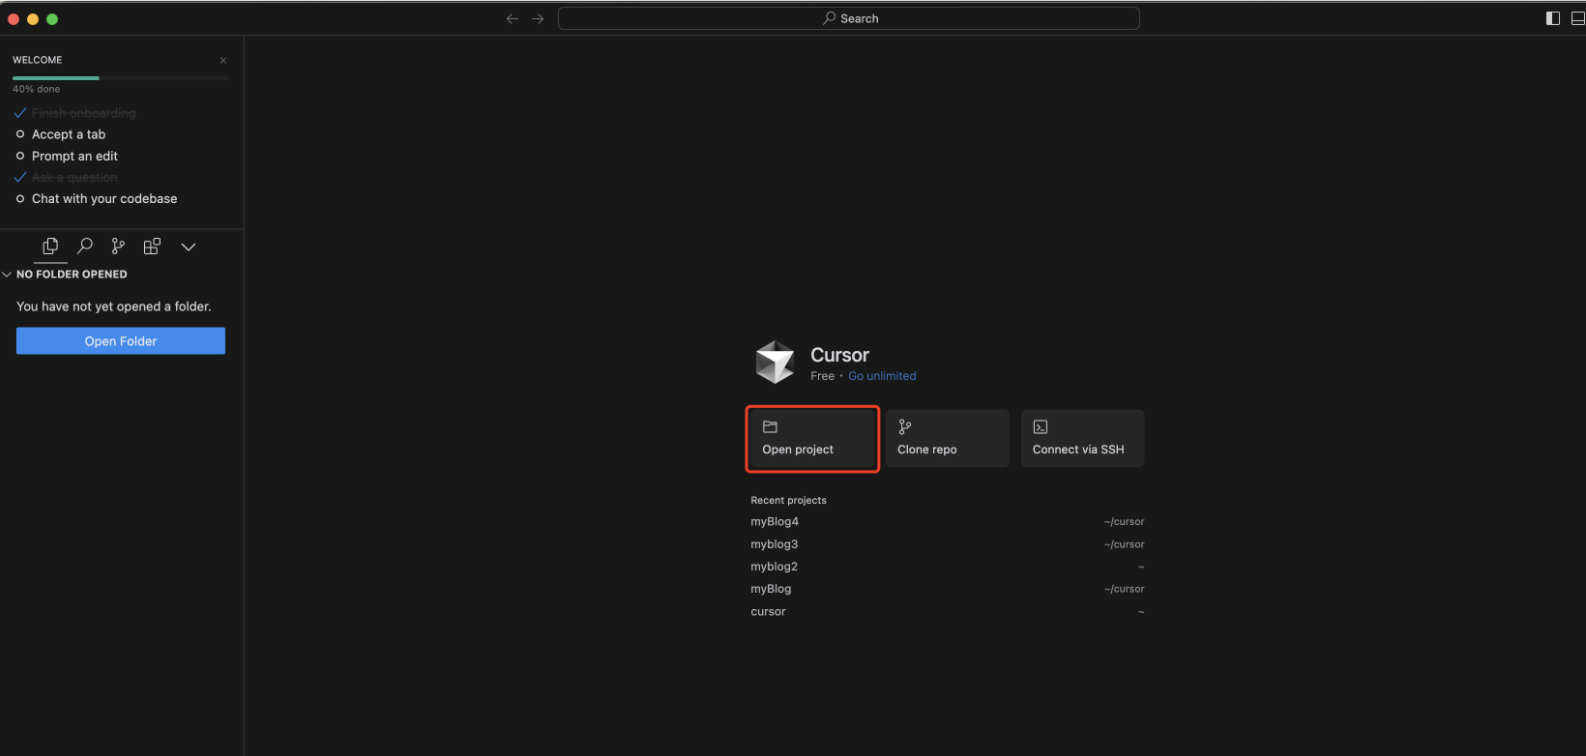 Search
WELCOME
40% done
Finish onboarding
Accept a tab
Prompt an edit
Ask a question
Chat with your codebase
NO FOLDER OPENED
You have not yet opened a folder.
Open Folder
Cursor
Free · Go unlimited
Open project
Clone repo
Connect via SSH
Recent projects
myBlog4 ~/cursor
myblog3 ~/cursor
myblog2 ~
myBlog ~/cursor
cursor ~